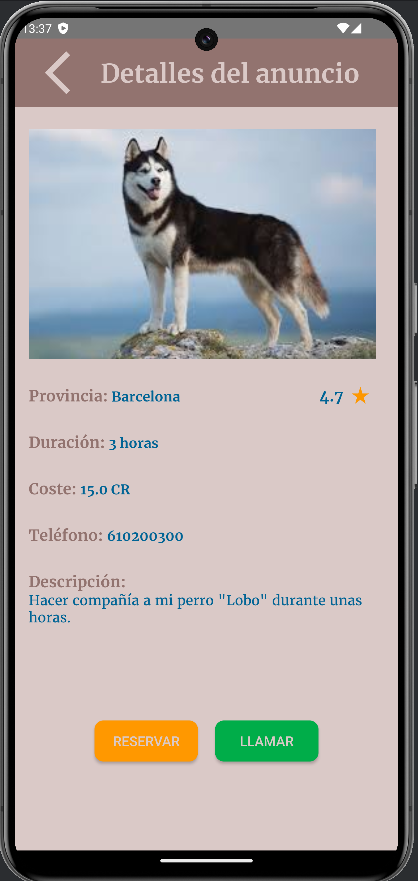 13:37
Detalles del anuncio
Provincia: Barcelona 4.7
Duración: 3 horas
Coste: 15.0 CR
Teléfono: 610200300
Descripción:
Hacer compañía a mi perro "Lobo" durante unas
horas.
RESERVAR LLAMAR